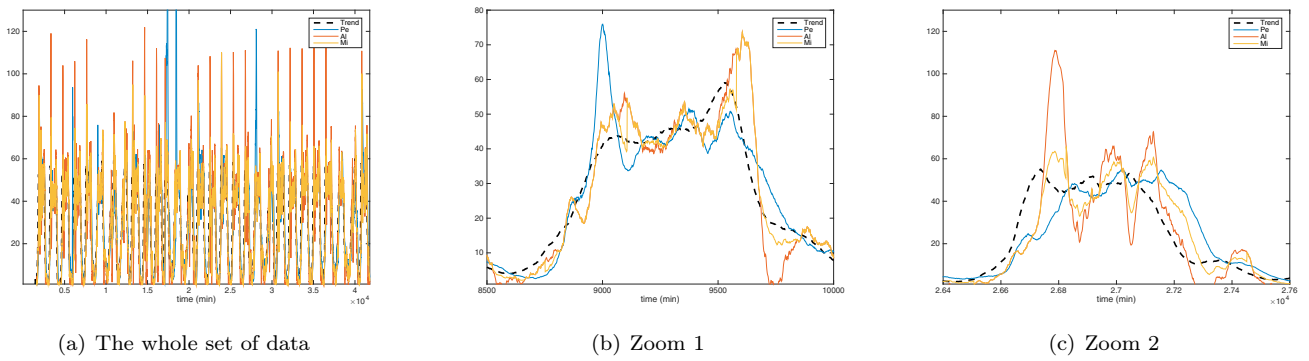 120
100
80
60
40
20
0.5
1
1.5
2
2.5
3
3.5
4
time (min)
×10⁴
Trend
Pe
Al
Mi
(a) The whole set of data
80
70
60
50
40
30
20
10
8500
9000
9500
10000
time (min)
Trend
Pe
Al
Mi
(b) Zoom 1
120
100
80
60
40
20
2.64
2.66
2.68
2.7
2.72
2.74
2.76
time (min)
×10⁴
Trend
Pe
Al
Mi
(c) Zoom 2